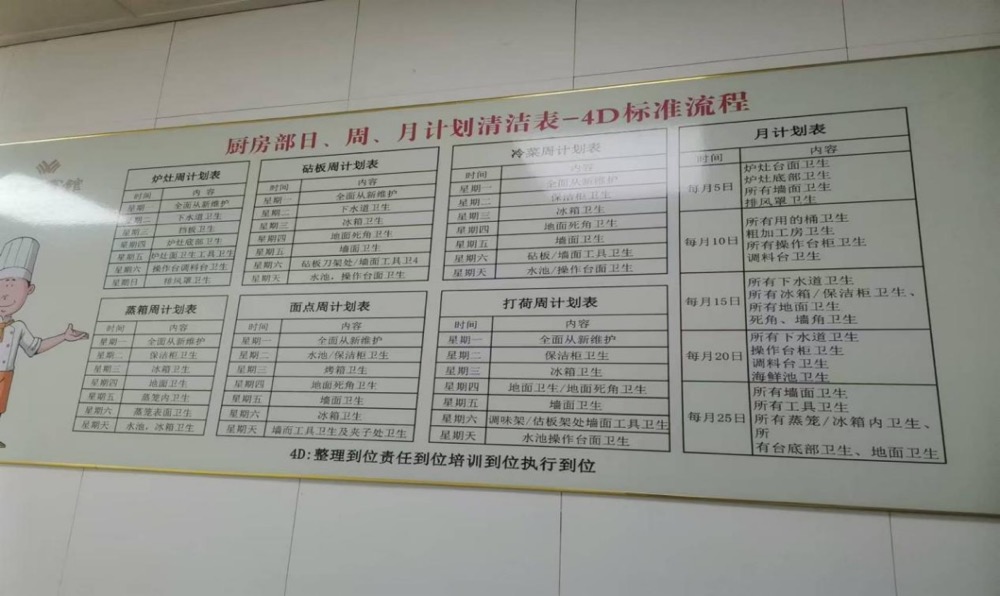 厨房部日、周、月计划清洁表-4D标准流程
炉灶周计划表
时间 内容
星期一 全面从新维护
星期二 下水道卫生
星期三 挡板卫生
星期四 炉灶底部卫生
星期五 炉灶面卫生工具卫生
星期六 操作台调料台卫生
星期日 排风罩卫生
砧板周计划表
时间 内容
星期一 全面从新维护
星期二 下水道卫生
星期三 冰箱卫生
星期四 地面死角卫生
星期五 墙面卫生
星期六 砧板刀架处/墙面工具卫4
星期天 水池，操作台面卫生
冷菜周计划表
时间 内容
星期一 全面从新维护
星期二 保洁柜卫生
星期三 冰箱卫生
星期四 地面死角卫生
星期五 墙面卫生
星期六 砧板/墙面工具卫生
星期天 水池/操作台面卫生
月计划表
时间 内容
每月5日 炉灶台面卫生
炉灶底部卫生
所有墙面卫生
排风罩卫生
每月10日 所有用的桶卫生
粗加工房卫生
所有操作台柜卫生
调料台卫生
每月15日 所有下水道卫生
所有冰箱/保洁柜卫生、
所有地面卫生
死角、墙角卫生
每月20日 所有下水道卫生
操作台柜卫生
调料台卫生
海鲜池卫生
每月25日 所有墙面卫生
所有工具卫生
所有蒸笼/冰箱内卫生、
所
有台底部卫生、地面卫生
蒸箱周计划表
时间 内容
星期一 全面从新维护
星期二 保洁柜卫生
星期三 冰箱卫生
星期四 地面卫生
星期五 蒸笼内卫生
星期六 蒸笼表面卫生
星期天 水池，冰箱卫生
面点周计划表
时间 内容
星期一 全面从新维护
星期二 水池/保洁柜卫生
星期三 烤箱卫生
星期四 地面死角卫生
星期五 墙面卫生
星期六 冰箱卫生
星期天 墙而工具卫生及夹子处卫生
打荷周计划表
时间 内容
星期一 全面从新维护
星期二 保洁柜卫生
星期三 冰箱卫生
星期四 地面卫生/地面死角卫生
星期五 墙面卫生
星期六 调味架/估板架处墙面工具卫生
星期天 水池操作台面卫生
4D:整理到位责任到位培训到位执行到位